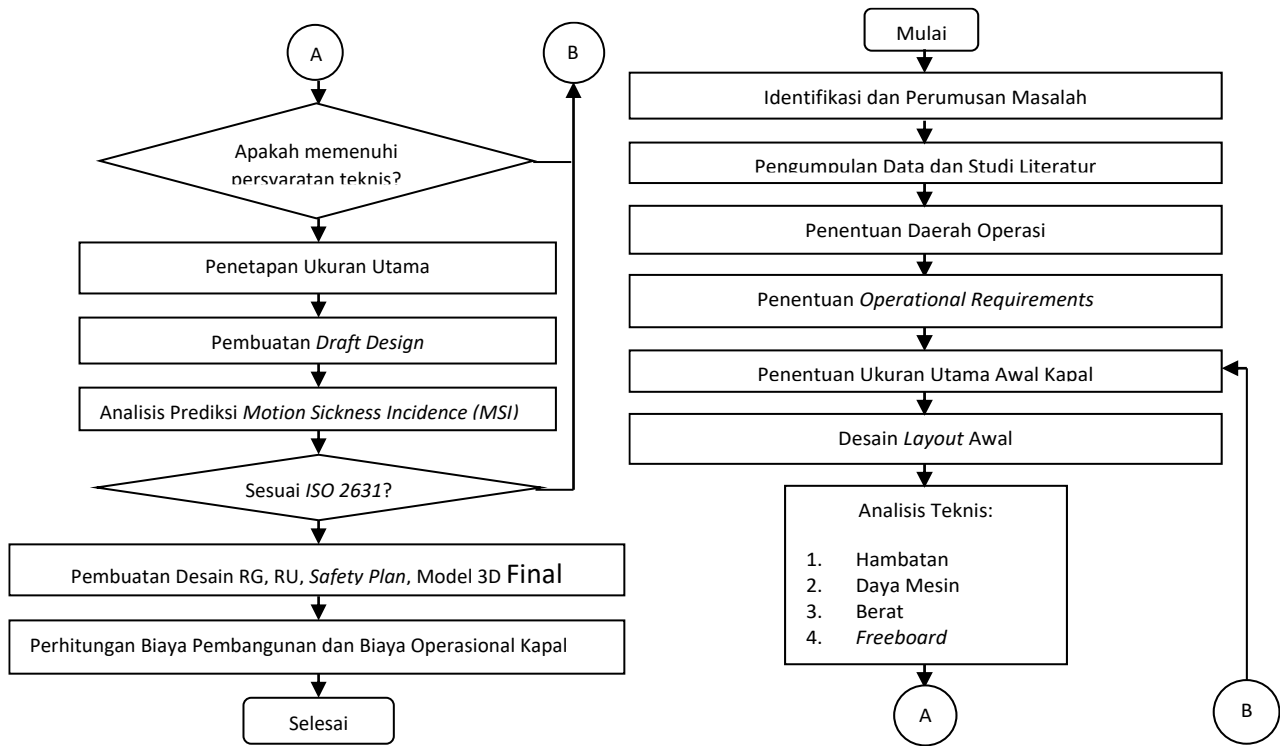 Mulai
Identifikasi dan Perumusan Masalah
Pengumpulan Data dan Studi Literatur
Penentuan Daerah Operasi
Penentuan Operational Requirements
Penentuan Ukuran Utama Awal Kapal
Desain Layout Awal
Analisis Teknis:
1. Hambatan
2. Daya Mesin
3. Berat
4. Freeboard
A
B
A
B
Apakah memenuhi
persyaratan teknis?
Penetapan Ukuran Utama
Pembuatan Draft Design
Analisis Prediksi Motion Sickness Incidence (MSI)
Sesuai ISO 2631?
Pembuatan Desain RG, RU, Safety Plan, Model 3D Final
Perhitungan Biaya Pembangunan dan Biaya Operasional Kapal
Selesai